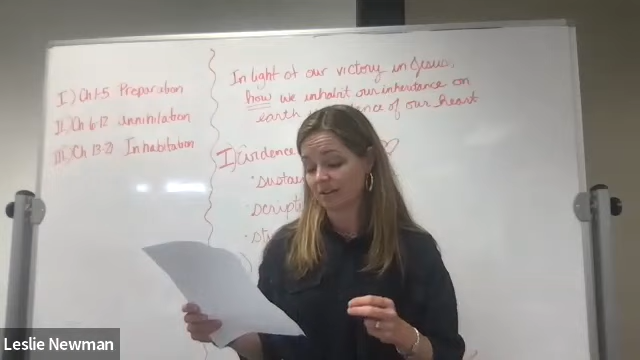 I) Ch 1-5 Preparation
II) Ch 6-12 Annihilation
III) Ch 13-21 Inhabitation
In light of our victory in Jesus,
how we inhabit our inheritance on
earth of our heart
I) Evidence
· sustai
· script
· st
Leslie Newman